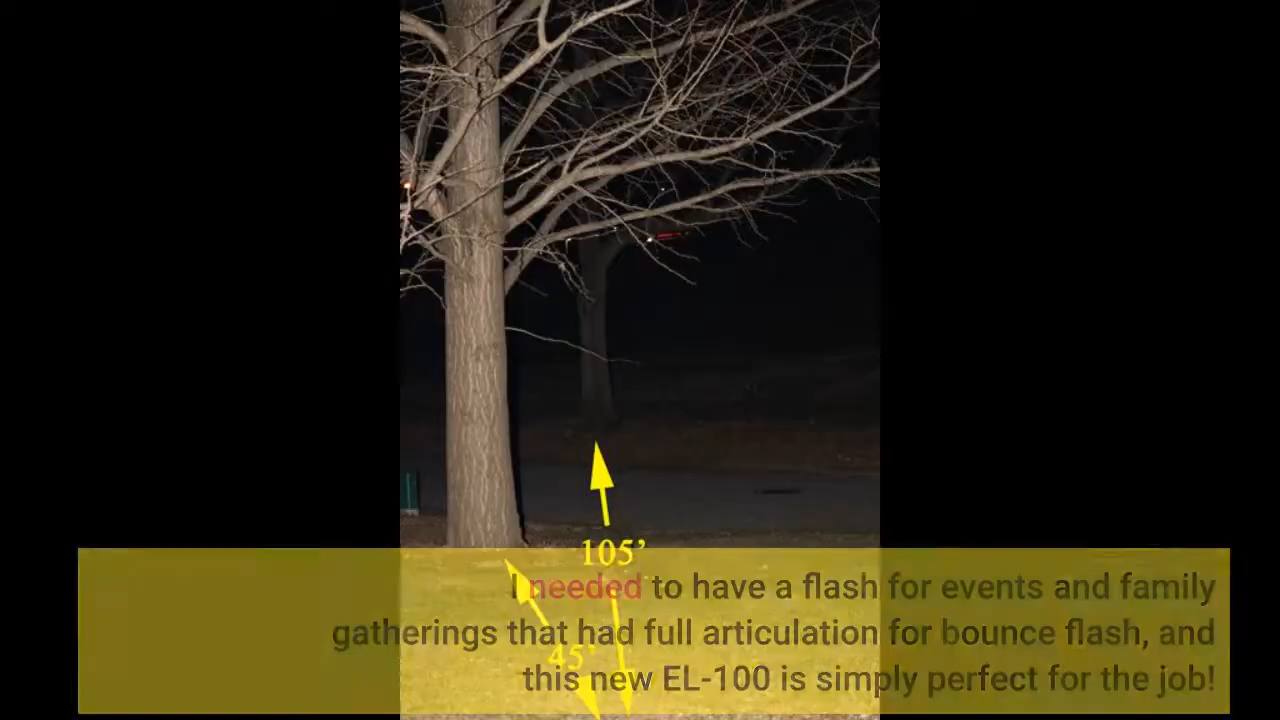 105’
I needed to have a flash for events and family
gatherings that had full articulation for bounce flash, and
45’
this new EL-100 is simply perfect for the job!